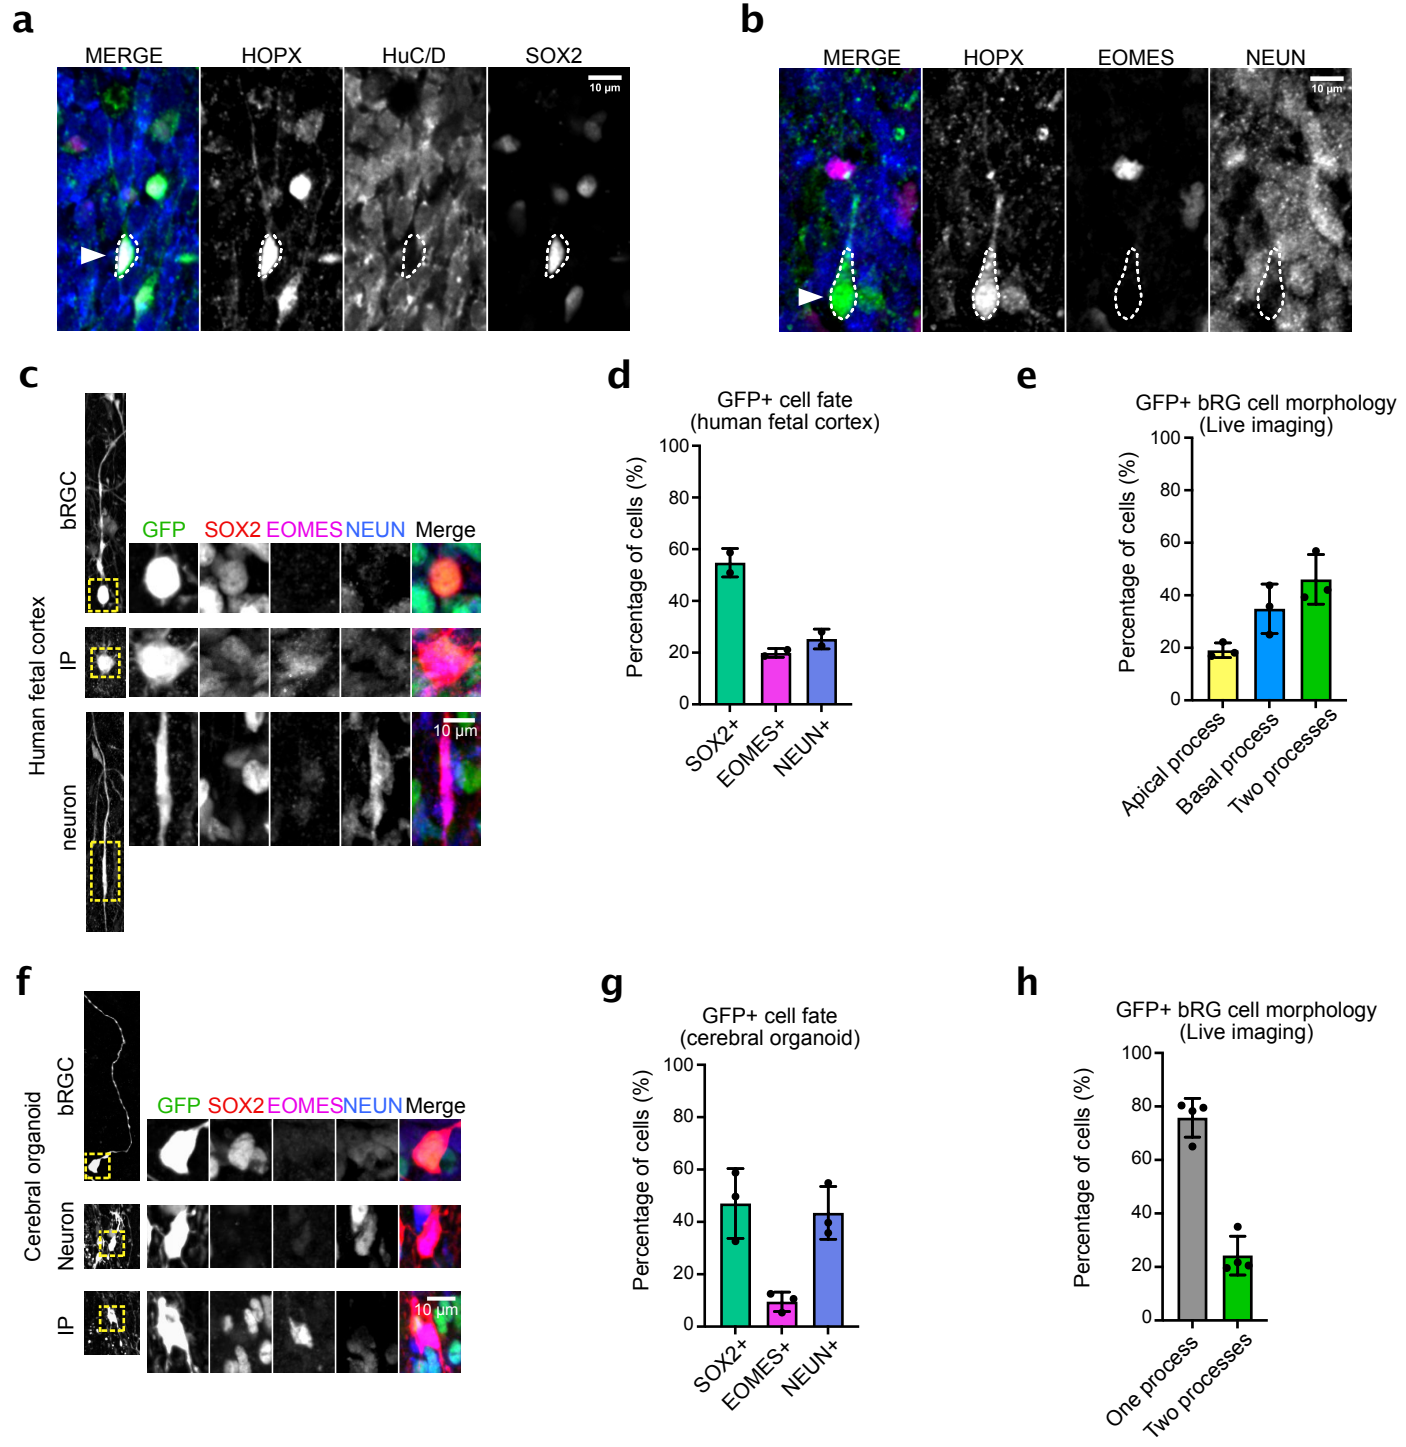 a
MERGE HOPX HuC/D SOX2
10 µm
b
MERGE HOPX EOMES NEUN
10 µm
c
Human fetal cortex
bRGC
IP
neuron
GFP SOX2 EOMES NEUN Merge
10 µm
d
GFP+ cell fate
(human fetal cortex)
Percentage of cells (%)
100
80
60
40
20
0
SOX2+
EOMES+
NEUN+
e
GFP+ bRG cell morphology
(Live imaging)
Percentage of cells (%)
100
80
60
40
20
0
Apical process
Basal process
Two processes
f
Cerebral organoid
bRGC
Neuron
IP
GFP SOX2 EOMES NEUN Merge
10 µm
g
GFP+ cell fate
(cerebral organoid)
Percentage of cells (%)
100
80
60
40
20
0
SOX2+
EOMES+
NEUN+
h
GFP+ bRG cell morphology
(Live imaging)
Percentage of cells (%)
100
80
60
40
20
0
One process
Two processes